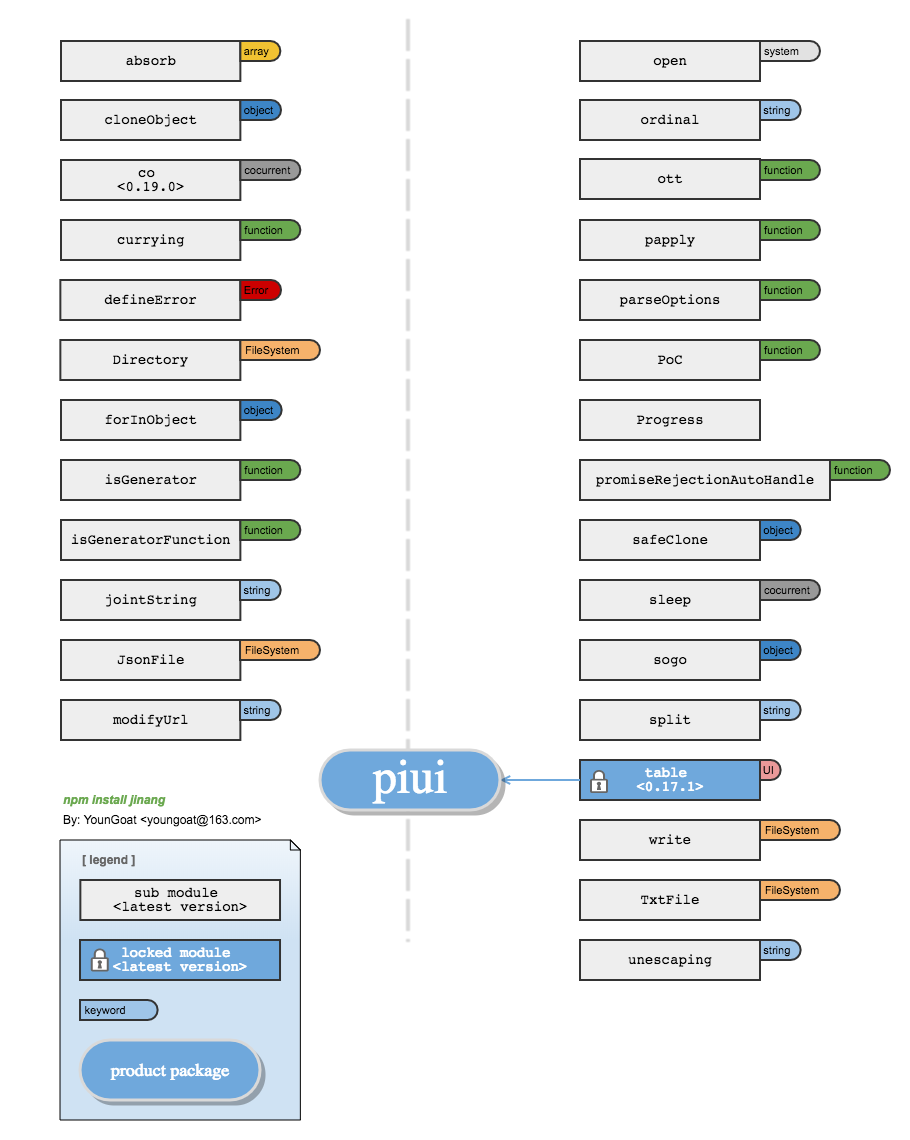 absorb
array
cloneObject
object
co
<0.19.0>
cocurrent
currying
function
defineError
Error
Directory
FileSystem
forInObject
object
isGenerator
function
isGeneratorFunction
function
jointString
string
JsonFile
FileSystem
modifyUrl
string
open
system
ordinal
string
ott
function
papply
function
parseOptions
function
PoC
function
Progress
promiseRejectionAutoHandle
function
safeClone
object
sleep
cocurrent
sogo
object
split
string
piui
table
<0.17.1>
UI
write
FileSystem
TxtFile
FileSystem
unescaping
string
npm install jinang
By: YounGoat <youngoat@163.com>
[ legend ]
sub module
<latest version>
locked module
<latest version>
keyword
product package